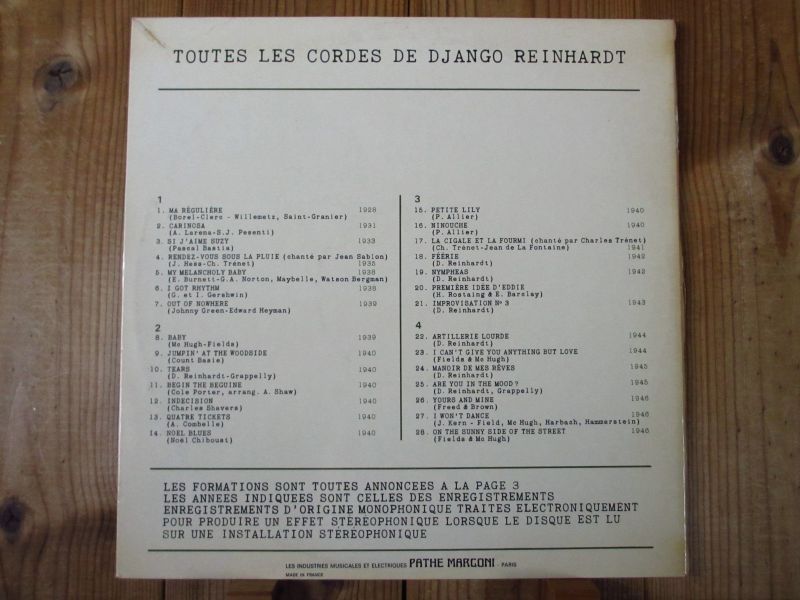 TOUTES LES CORDES DE DJANGO REINHARDT
1
1. MA RÉGULIÈRE 1928
(Borel-Clerc - Willemetz, Saint-Granier)
2. CARINOSA 1931
(A. Larena-S.J. Pesenti)
3. SI J'AIME SUZY 1933
(Pascal Bastia)
4. RENDEZ-VOUS SOUS LA PLUIE (chanté par Jean Sablon)
(J. Hess-Ch. Trénet) 1935
5. MY MELANCHOLY BABY 1938
(E. Burnett-G.A. Norton, Maybelle, Watson Bergman)
6. I GOT RHYTHM 1938
(G. et I. Gershwin)
7. OUT OF NOWHERE 1939
(Johnny Green-Edward Heyman)
2
8. BABY 1939
(Mc Hugh-Fields)
9. JUMPIN' AT THE WOODSIDE 1940
(Count Basie)
10. TEARS 1940
(D. Reinhardt-Grappelly)
11. BEGIN THE BEGUINE 1940
(Cole Porter, arrang. A. Shaw)
12. INDECISION 1940
(Charles Shavers)
13. QUATRE TICKETS 1940
(A. Combelle)
14. NOEL BLUES 1940
(Noël Chiboust)
3
15. PETITE LILY 1940
(P. Allier)
16. NINOUCHE 1940
(P. Allier)
17. LA CIGALE ET LA FOURMI (chanté par Charles Trénet)
(Ch. Trénet-Jean de La Fontaine) 1941
18. FÉÉRIE 1942
(D. Reinhardt)
19. NYMPHEAS 1942
(D. Reinhardt)
20. PREMIÈRE IDÉE D'EDDIE
(H. Rostaing & E. Barclay)
21. IMPROVISATION N° 3 1943
(D. Reinhardt)
4
22. ARTILLERIE LOURDE 1944
(D. Reinhardt)
23. I CAN'T GIVE YOU ANYTHING BUT LOVE 1944
(Fields & Mc Hugh)
24. MANOIR DE MES RÊVES 1945
(D. Reinhardt)
25. ARE YOU IN THE MOOD ? 1945
(D. Reinhardt, Grappelly)
26. YOURS AND MINE 1946
(Freed & Brown)
27. I WON'T DANCE 1946
(J. Kern - Field, Mc Hugh, Harbach, Hammerstein)
28. ON THE SUNNY SIDE OF THE STREET 1946
(Fields & Mc Hugh)
LES FORMATIONS SONT TOUTES ANNONCEES A LA PAGE 3
LES ANNEES INDIQUEES SONT CELLES DES ENREGISTREMENTS
ENREGISTREMENTS D'ORIGINE MONOPHONIQUE TRAITES ELECTRONIQUEMENT
POUR PRODUIRE UN EFFET STEREOPHONIQUE LORSQUE LE DISQUE EST LU
SUR UNE INSTALLATION STÉREOPHONIQUE
LES INDUSTRIES MUSICALES ET ELECTRIQUES PATHE MARCONI - PARIS
MADE IN FRANCE